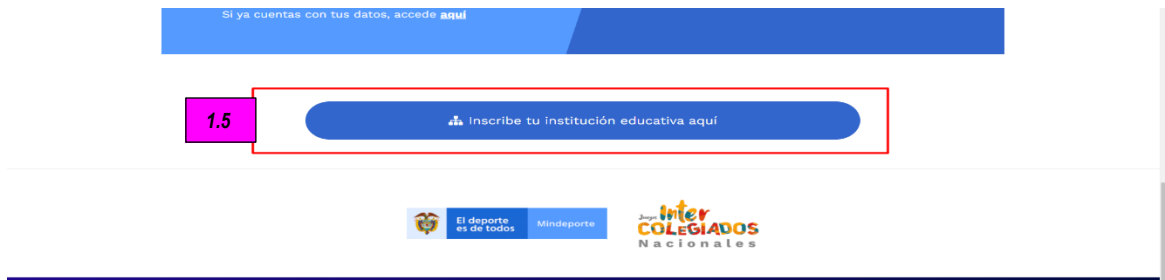 Si ya cuentas con tus datos, accede aquí
1.5
Inscribe tu institución educativa aquí
El deporte
es de todos
Mindeporte
Juegos
Inter
COLEGIADOS
Nacionales